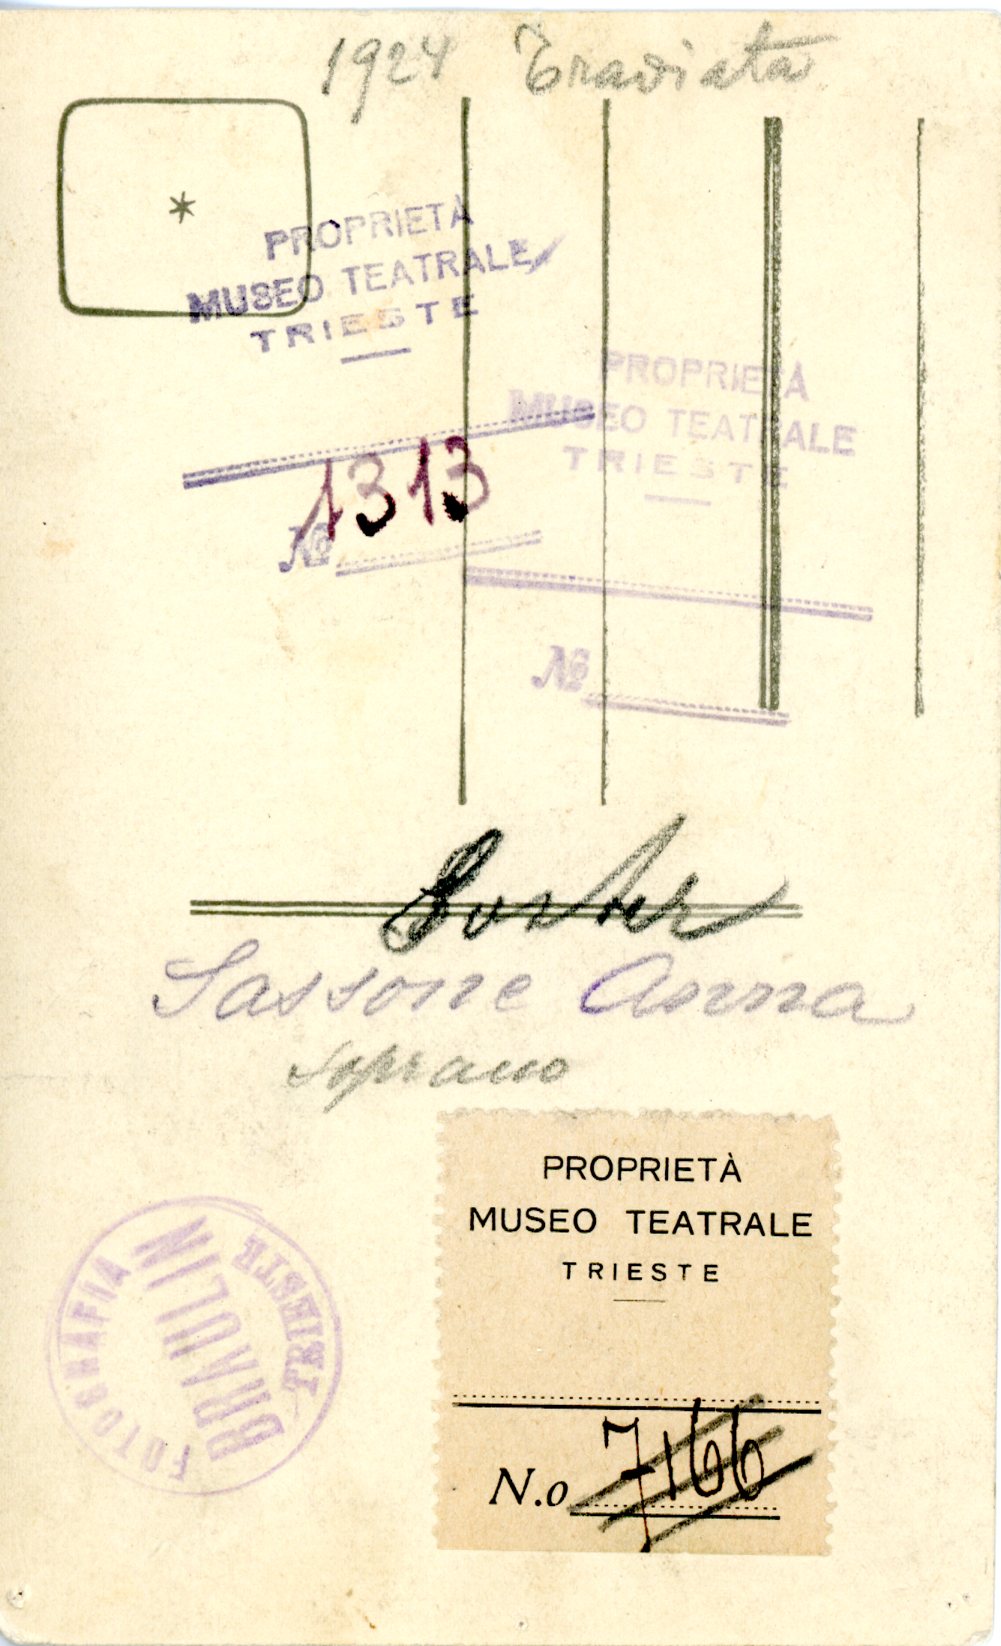 1924 Traviata
PROPRIETÀ
MUSEO TEATRALE
TRIESTE
1313
No
PROPRIETÀ
MUSEO TEATRALE
TRIESTE
No
Sassone Anna
soprano
FOTOGRAFIA
BRAULIN
TRIESTE
PROPRIETÀ
MUSEO TEATRALE
TRIESTE
N.o 7166